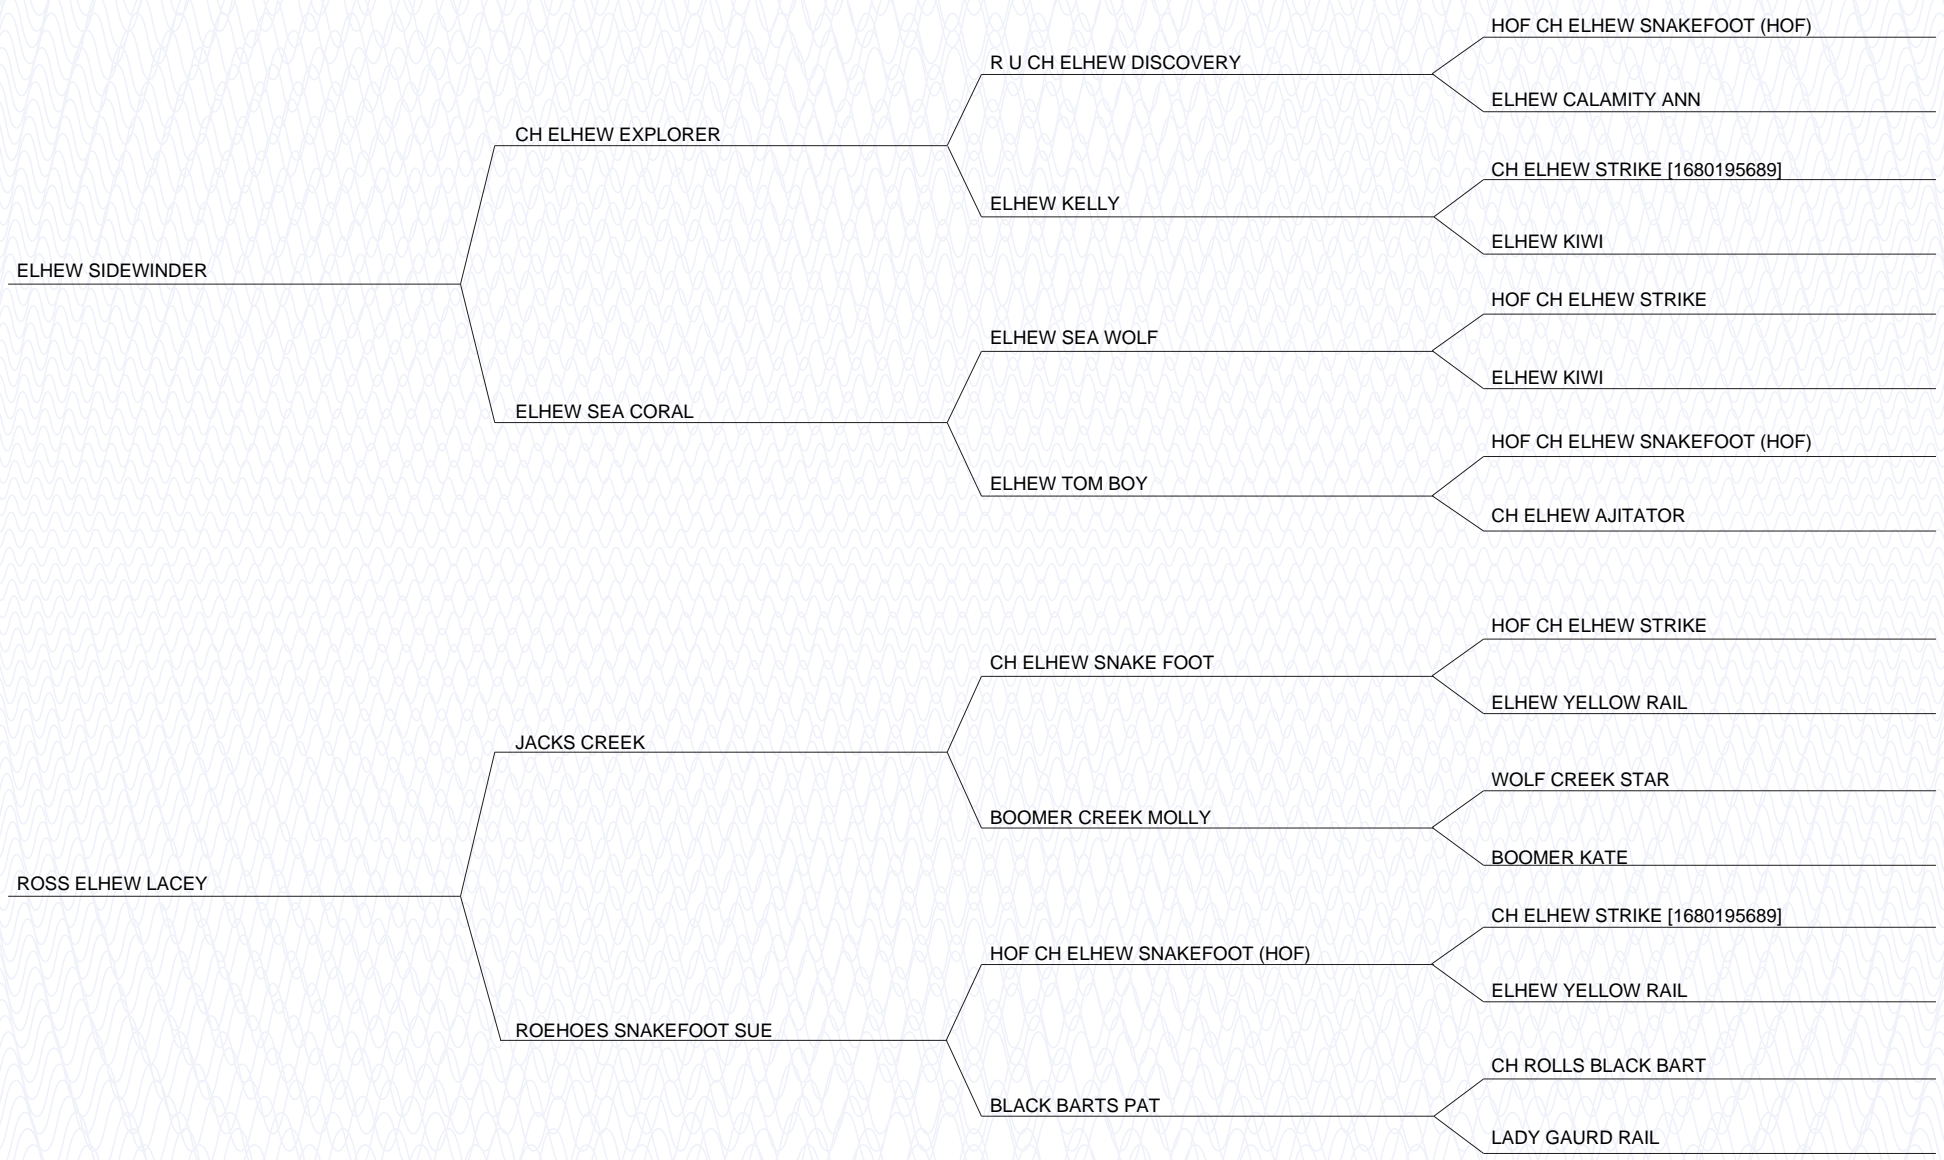 HOF CH ELHEW SNAKEFOOT (HOF)
R U CH ELHEW DISCOVERY
ELHEW CALAMITY ANN
CH ELHEW EXPLORER
CH ELHEW STRIKE [1680195689]
ELHEW KELLY
ELHEW KIWI
ELHEW SIDEWINDER
HOF CH ELHEW STRIKE
ELHEW SEA WOLF
ELHEW KIWI
ELHEW SEA CORAL
HOF CH ELHEW SNAKEFOOT (HOF)
ELHEW TOM BOY
CH ELHEW AJITATOR
HOF CH ELHEW STRIKE
CH ELHEW SNAKE FOOT
ELHEW YELLOW RAIL
JACKS CREEK
WOLF CREEK STAR
BOOMER CREEK MOLLY
BOOMER KATE
ROSS ELHEW LACEY
CH ELHEW STRIKE [1680195689]
HOF CH ELHEW SNAKEFOOT (HOF)
ELHEW YELLOW RAIL
ROEHOES SNAKEFOOT SUE
CH ROLLS BLACK BART
BLACK BARTS PAT
LADY GAURD RAIL